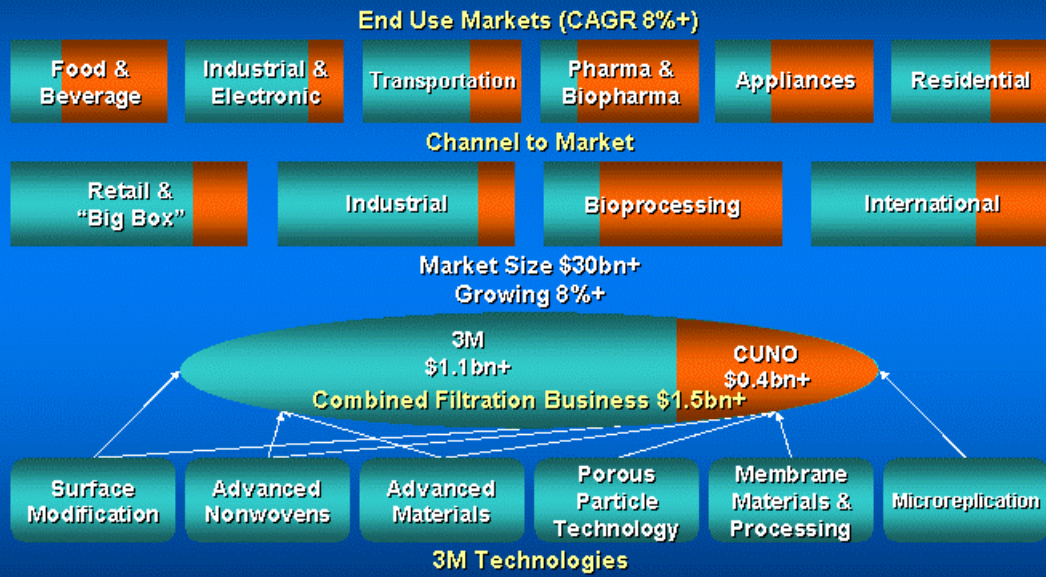 End Use Markets (CAGR 8%+)
Food &
Beverage
Industrial &
Electronic
Transportation
Pharma &
Biopharma
Appliances
Residential
Channel to Market
Retail &
“Big Box”
Industrial
Bioprocessing
International
Market Size $30bn+
Growing 8%+
3M
$1.1bn+
CUNO
$0.4bn+
Combined Filtration Business $1.5bn+
Surface
Modification
Advanced
Nonwovens
Advanced
Materials
Porous
Particle
Technology
Membrane
Materials &
Processing
Microreplication
3M Technologies